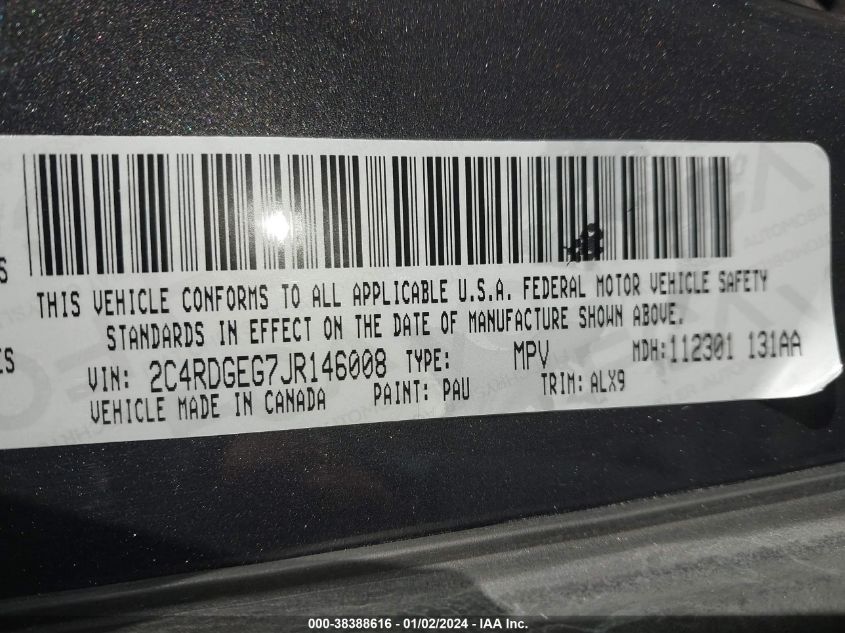 S
THIS VEHICLE CONFORMS TO ALL APPLICABLE U.S.A. FEDERAL MOTOR VEHICLE SAFETY
STANDARDS IN EFFECT ON THE DATE OF MANUFACTURE SHOWN ABOVE.
ES
VIN: 2C4RDGEG7JR146008 TYPE: MPV MDH:112301 131AA
VEHICLE MADE IN CANADA PAINT: PAU TRIM: ALX9
000-38388616 - 01/02/2024 - IAA Inc.